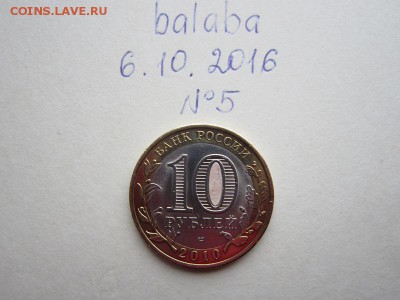 COINS.LAVE.RU
balaba
6.10.2016
№5
БАНК РОССИИ
10
РУБЛЕЙ
2010